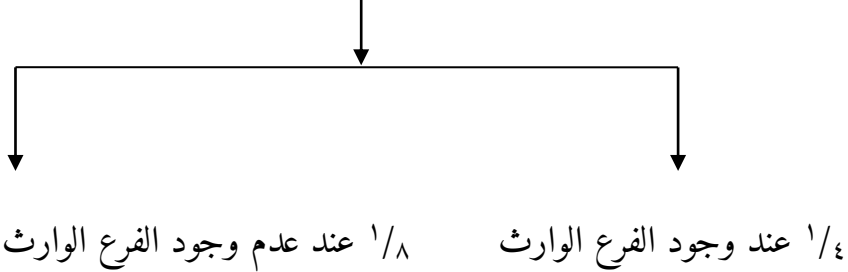 ١/٤ عند وجود الفرع الوارث ١/٨ عند عدم وجود الفرع الوارث